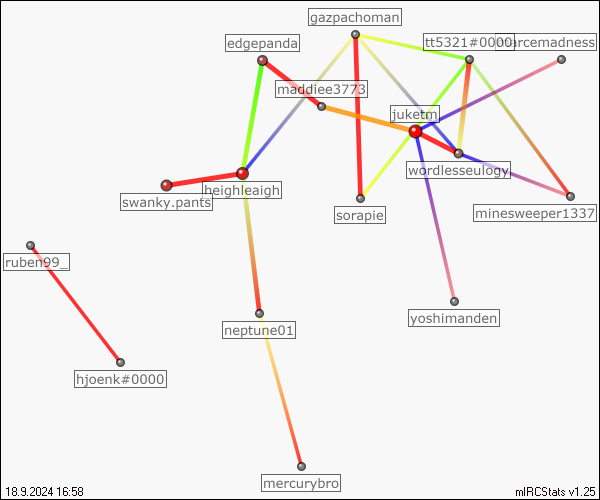 gazpachoman
edgepanda
tt5321#0000
arcemadness
maddiee3773
juketm
wordlesseulogy
heighleaigh
swanky.pants
sorapie
minesweeper1337
ruben99_
yoshimanden
neptune01
hjoenk#0000
mercurybro
18.9.2024 16:58
mIRCStats v1.25